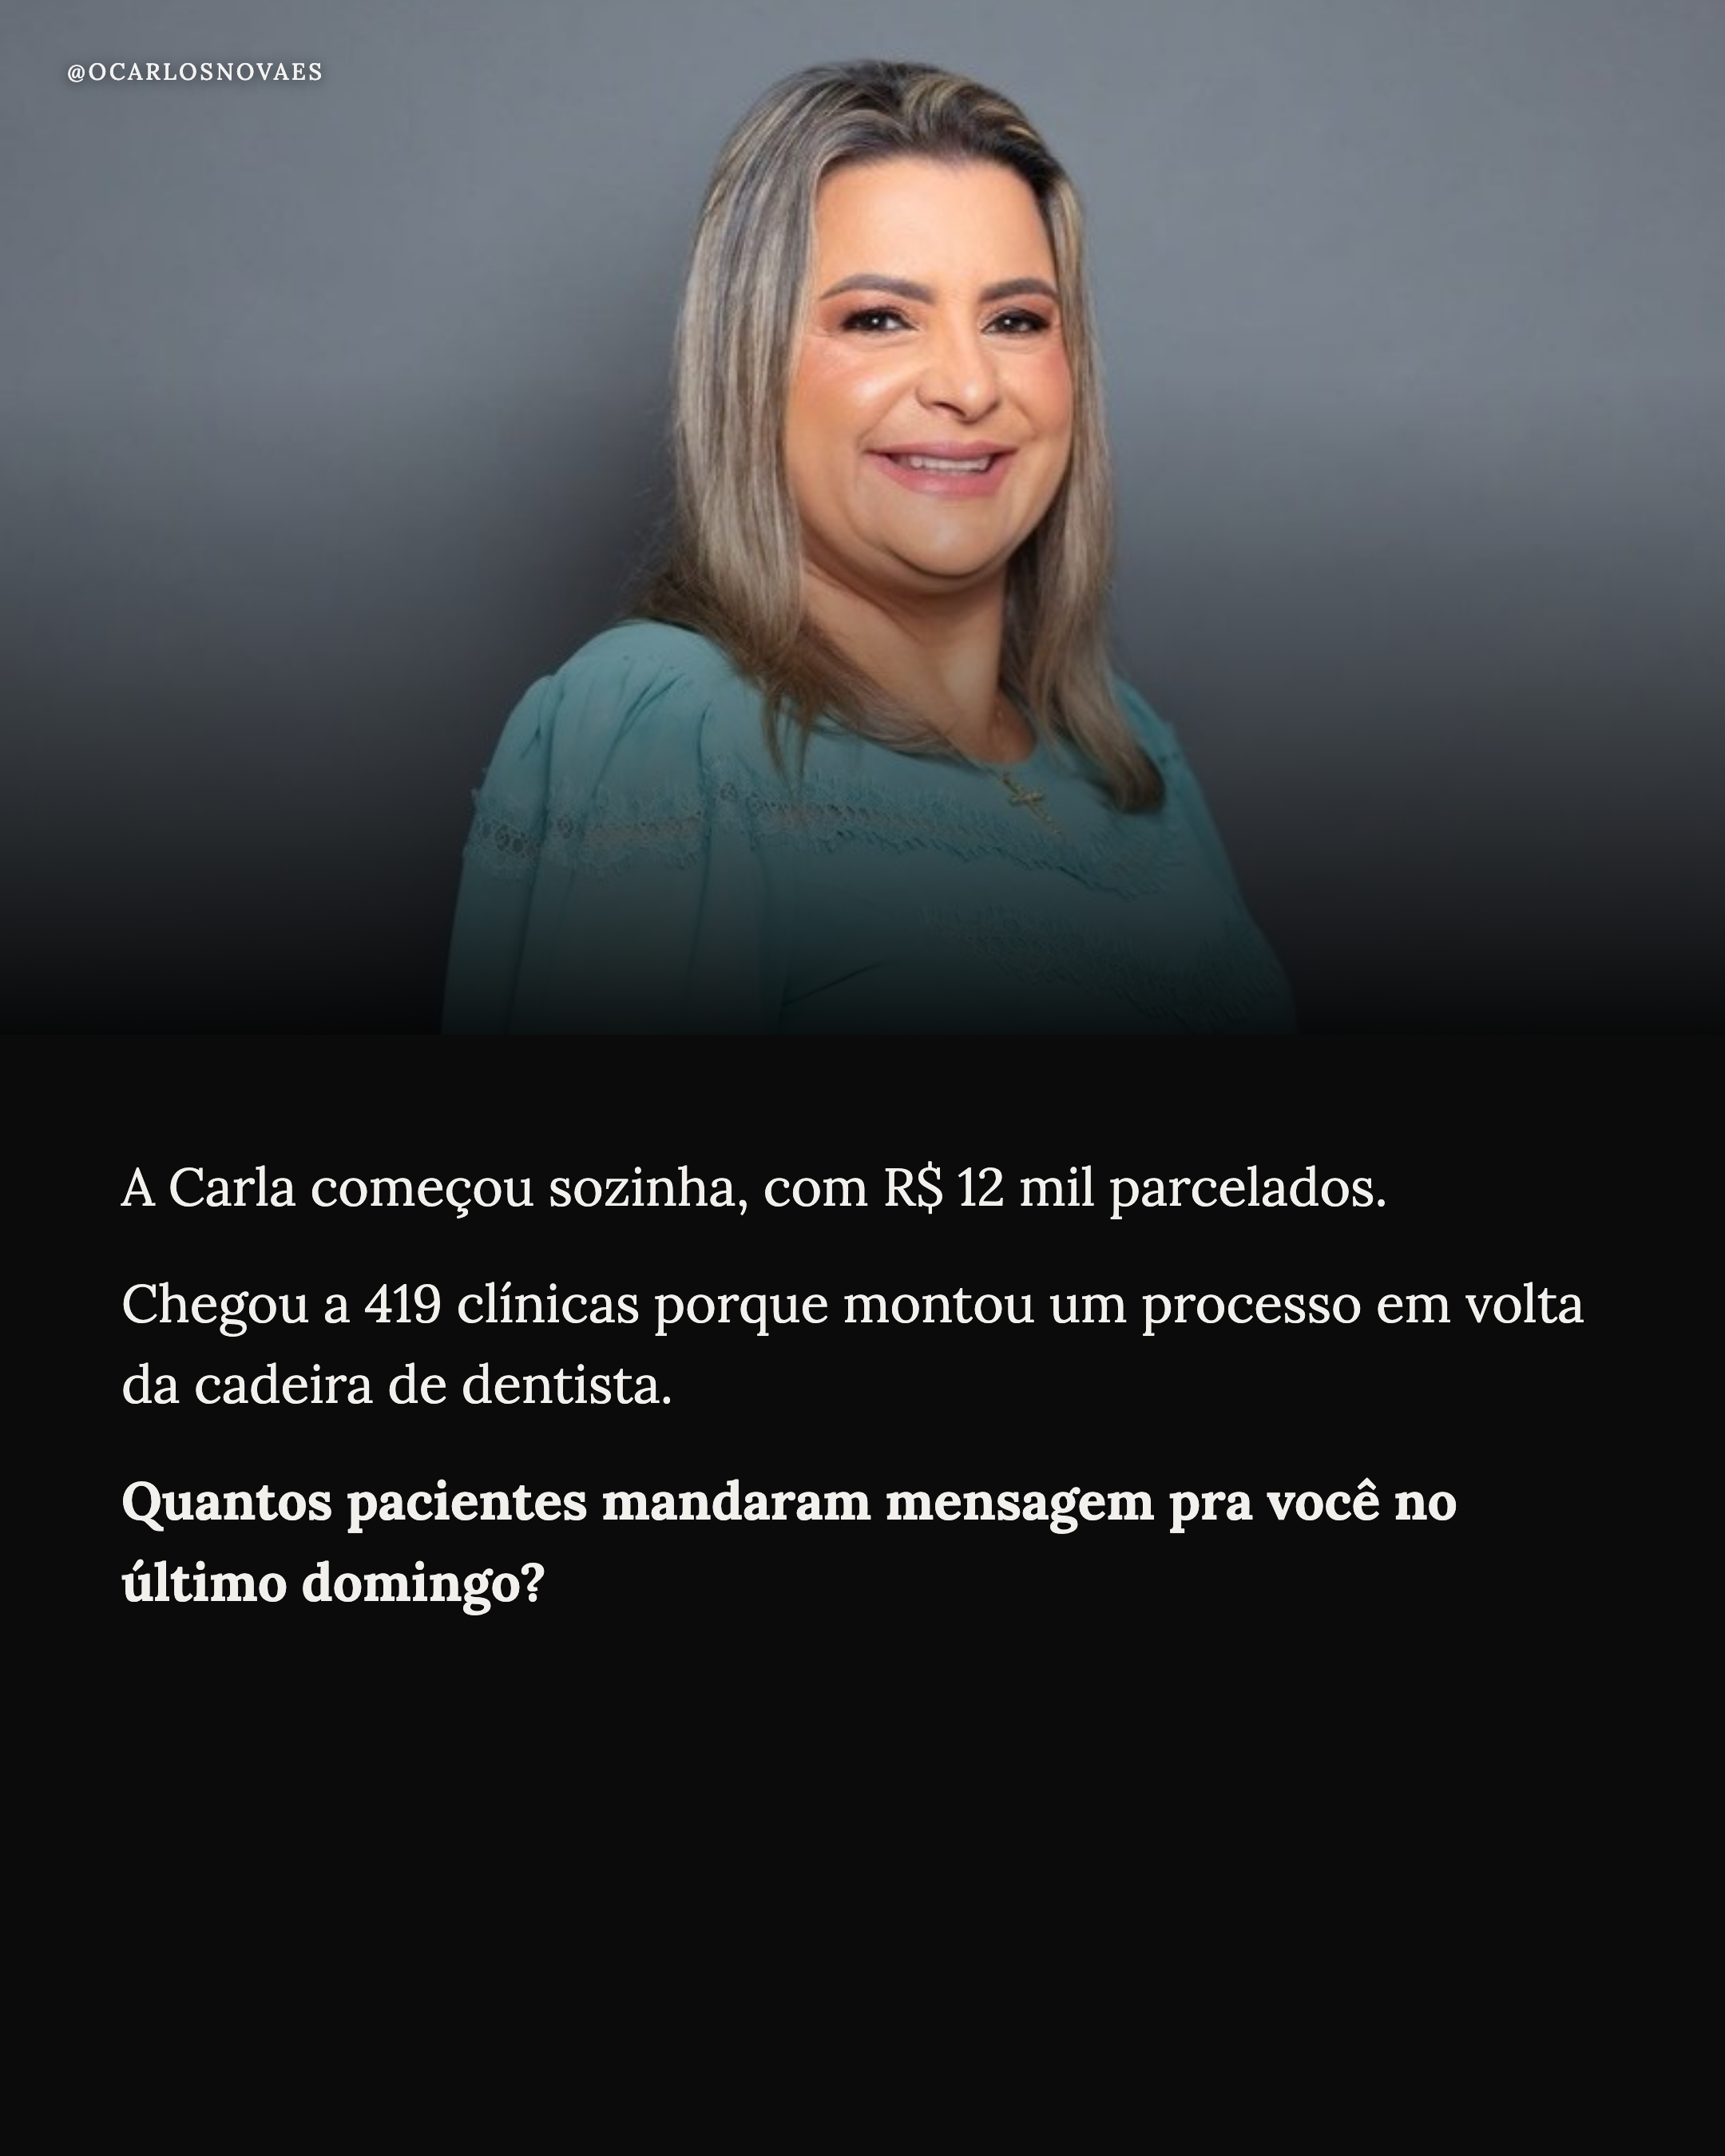 @OCARLOSNOVAES
A Carla começou sozinha, com R$ 12 mil parcelados.
Chegou a 419 clínicas porque montou um processo em volta
da cadeira de dentista.
Quantos pacientes mandaram mensagem pra você no
último domingo?